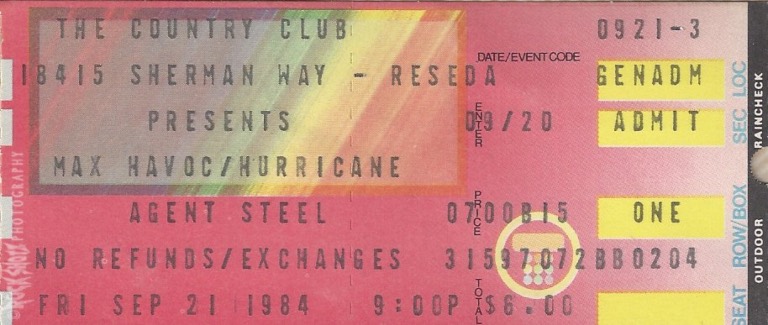 THE COUNTRY CLUB 0921-3
DATE/EVENT CODE
18415 SHERMAN WAY - RESEDA GENADM
PRESENTS 09/20 ADMIT
ENTER
MAX HAVOC/HURRICANE
AGENT STEEL 0700B15 ONE
PRICE
NO REFUNDS/EXCHANGES 31597072BB0204
FRI SEP 21 1984 9:00P $6.00
TOTAL
SEC LOC
ROW/BOX
SEAT
RAINCHECK
OUTDOOR
PHOTOGRAPHY